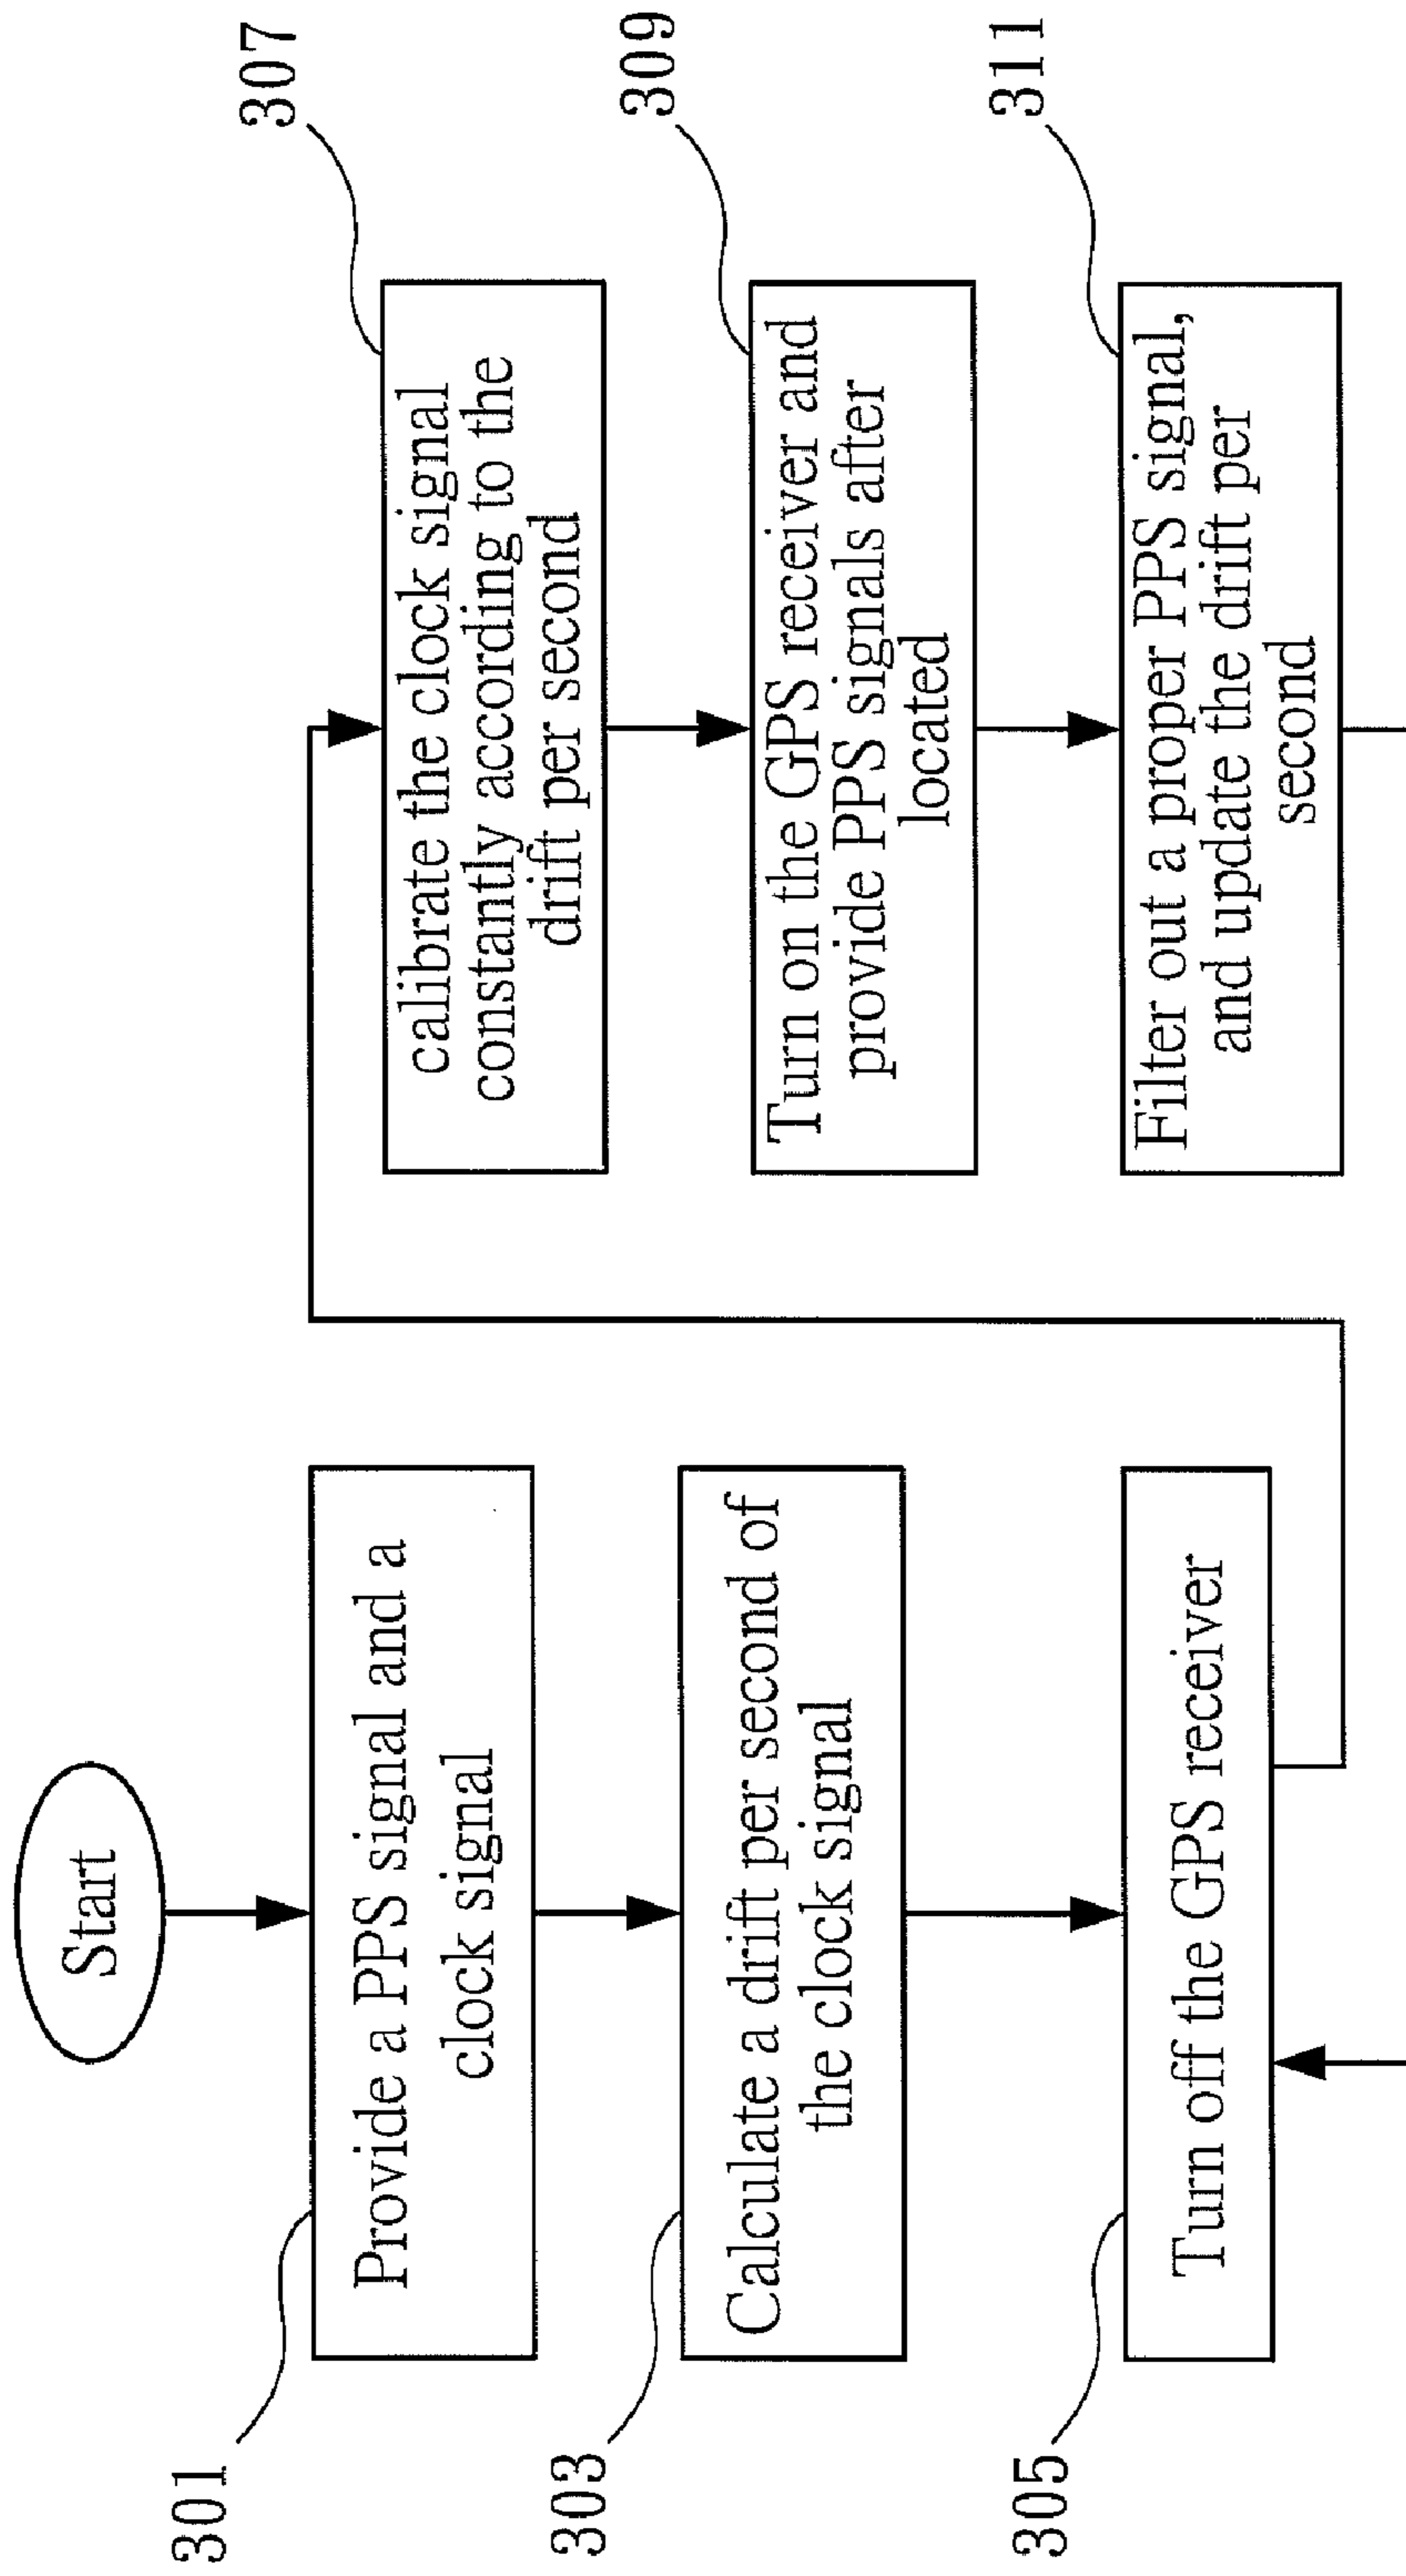 Start
301
Provide a PPS signal and a
clock signal
303
Calculate a drift per second of
the clock signal
305
Turn off the GPS receiver
307
calibrate the clock signal
constantly according to the
drift per second
309
Turn on the GPS receiver and
provide PPS signals after
located
311
Filter out a proper PPS signal,
and update the drift per
second